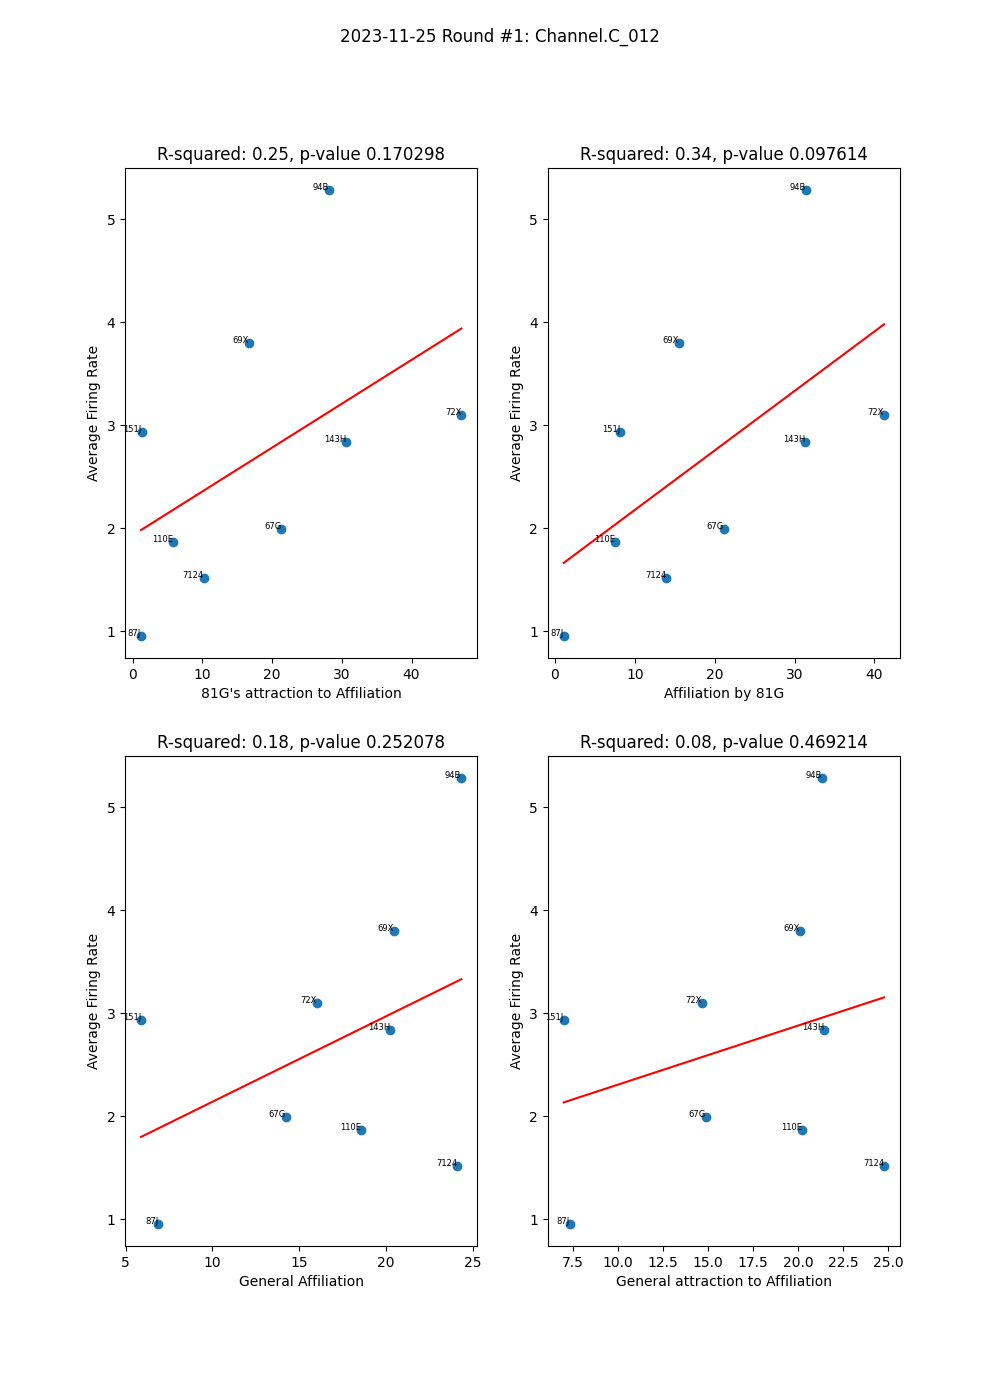 2023-11-25 Round #1: Channel.C_012
R-squared: 0.25, p-value 0.170298
Average Firing Rate
5
4
3
2
1
94B
69X
72X
151J
143H
67G
110E
7124
87J
0 10 20 30 40
81G's attraction to Affiliation
R-squared: 0.34, p-value 0.097614
Average Firing Rate
5
4
3
2
1
94B
69X
72X
151J
143H
67G
110E
7124
87J
0 10 20 30 40
Affiliation by 81G
R-squared: 0.18, p-value 0.252078
Average Firing Rate
5
4
3
2
1
94B
69X
72X
151J
143H
67G
110E
7124
87J
5 10 15 20 25
General Affiliation
R-squared: 0.08, p-value 0.469214
Average Firing Rate
5
4
3
2
1
94B
69X
72X
151J
143H
67G
110E
7124
87J
7.5 10.0 12.5 15.0 17.5 20.0 22.5 25.0
General attraction to Affiliation